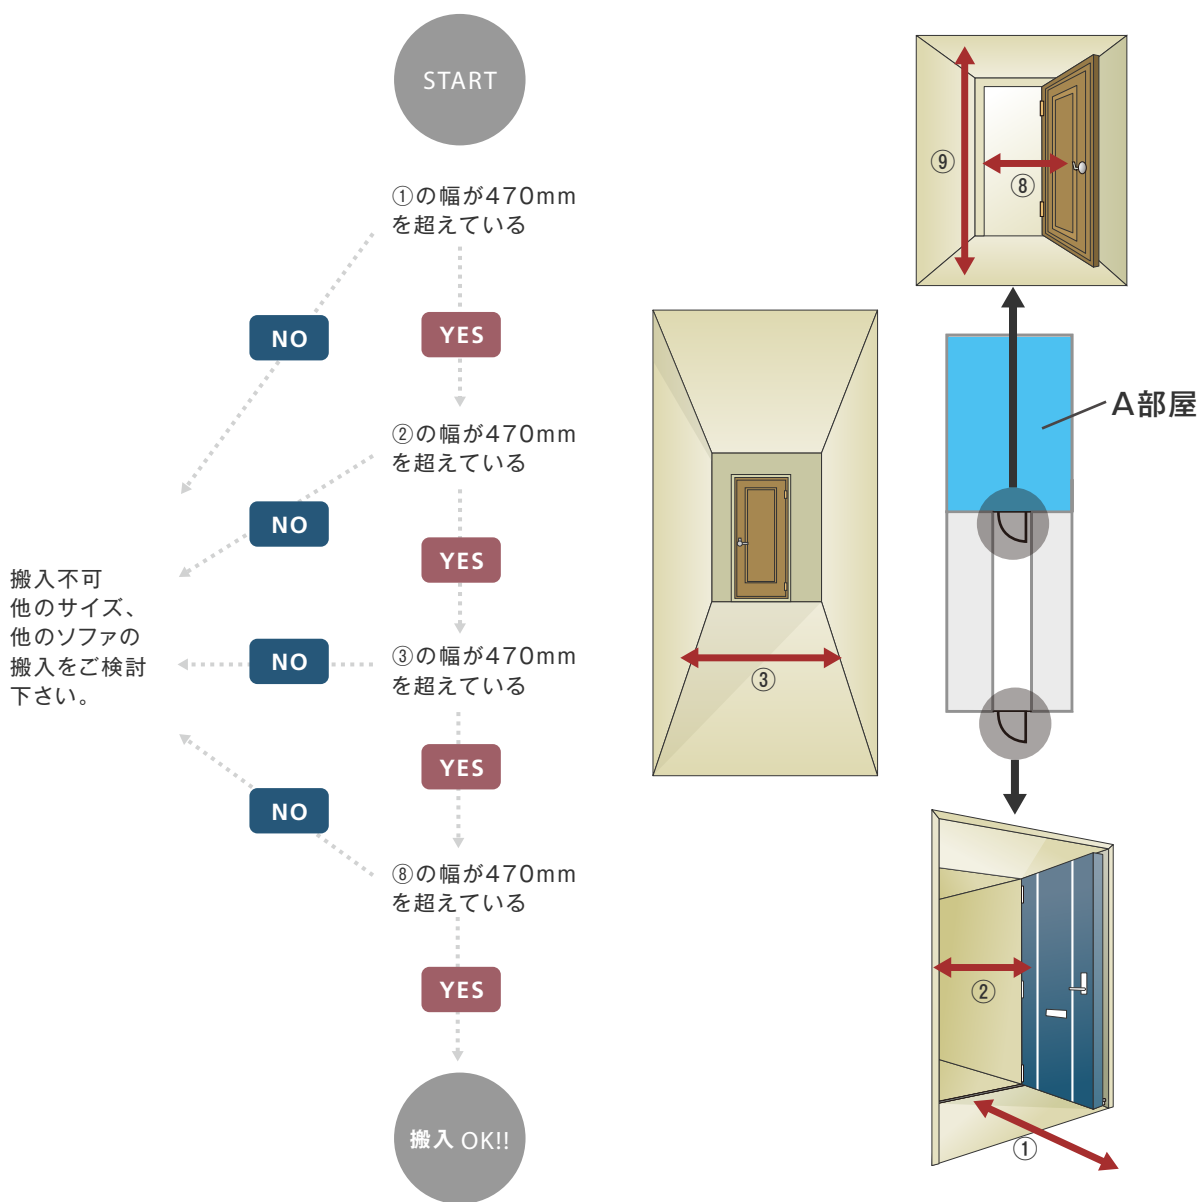 START
①の幅が470mm
を超えている
NO
YES
②の幅が470mm
を超えている
NO
YES
搬入不可
他のサイズ、
他のソファの
搬入をご検討
下さい。
③の幅が470mm
を超えている
NO
YES
NO
⑧の幅が470mm
を超えている
YES
搬入 OK!!
⑨
⑧
A部屋
③
②
①